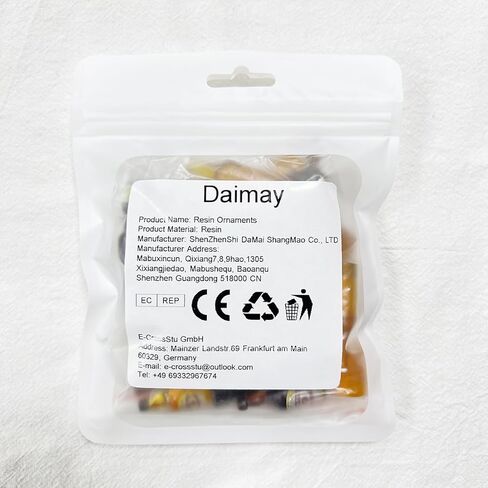 Daimay
Product Name: Resin Ornaments
Product Material: Resin
Manufacturer: ShenZhenShi DaMai ShangMao Co., LTD
Manufacturer Address:
Mabuxincun, Qixiang7,8,9hao,1305
Xixiangjiedao, Mabushequ, Baoanqu
Shenzhen Guangdong 518000 CN
EC REP
CE
E-CrossStu GmbH
Address: Mainzer Landstr.69 Frankfurt am Main
60329, Germany
E-mail: e-crossstu@outlook.com
Tel: +49 69332967674